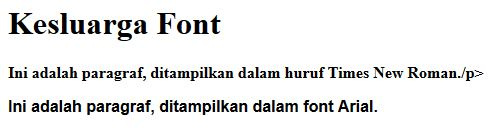 Kesluarga Font
Ini adalah paragraf, ditampilkan dalam huruf Times New Roman./p>
Ini adalah paragraf, ditampilkan dalam font Arial.